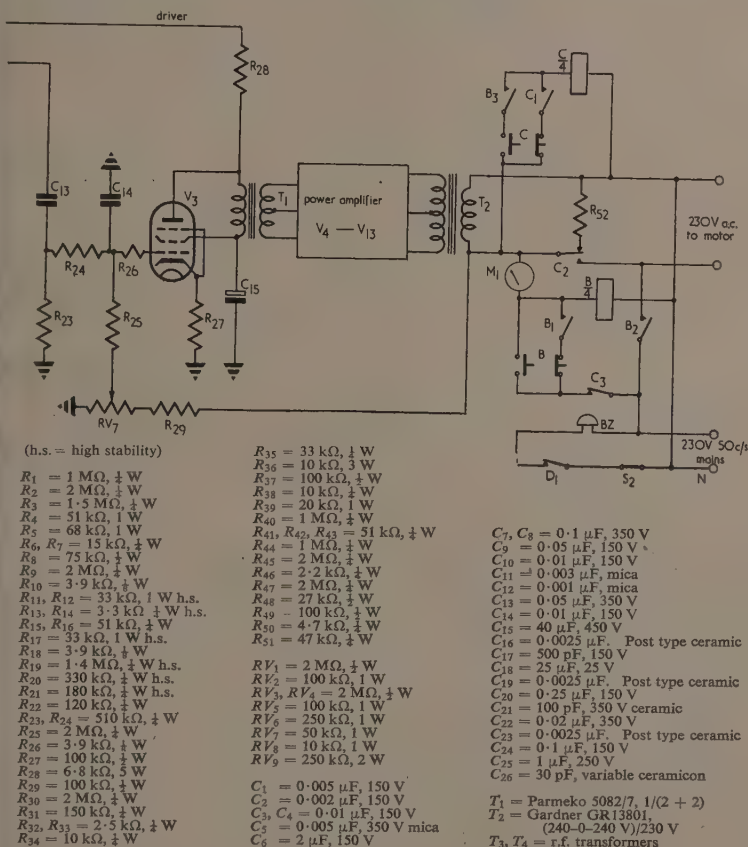 driver
R28
C/4
B3
C1
C
C13
C14
V3
T1
power amplifier
V4 — V13
T2
R52
230V a.c.
to motor
R24
R26
M1
C2
C15
B/4
R23
R25
R27
B1
B2
B
C3
RV7
R29
BZ
230V 50c/s
mains
D1
S2
N
(h.s. = high stability)
R1 = 1 MΩ, ¼ W
R2 = 2 MΩ, ¼ W
R3 = 1·5 MΩ, ¼ W
R4 = 51 kΩ, 1 W
R5 = 68 kΩ, 1 W
R6, R7 = 15 kΩ, ¼ W
R8 = 75 kΩ, ¼ W
R9 = 2 MΩ, ¼ W
R10 = 3·9 kΩ, ¼ W
R11, R12 = 33 kΩ, 1 W h.s.
R13, R14 = 3·3 kΩ ¼ W h.s.
R15, R16 = 51 kΩ, ¼ W
R17 = 33 kΩ, 1 W h.s.
R18 = 3·9 kΩ, ¼ W
R19 = 1·4 MΩ, ¼ W h.s.
R20 = 330 kΩ, ¼ W h.s.
R21 = 180 kΩ, ¼ W h.s.
R22 = 120 kΩ, ¼ W
R23, R24 = 510 kΩ, ¼ W
R25 = 2 MΩ, ¼ W
R26 = 3·9 kΩ, ¼ W
R27 = 100 kΩ, ½ W
R28 = 6·8 kΩ, 5 W
R29 = 100 kΩ, ½ W
R30 = 2 MΩ, ¼ W
R31 = 150 kΩ, ¼ W
R32, R33 = 2·5 kΩ, ¼ W
R34 = 10 kΩ, ¼ W
R35 = 33 kΩ, ½ W
R36 = 10 kΩ, 3 W
R37 = 100 kΩ, ½ W
R38 = 10 kΩ, ½ W
R39 = 20 kΩ, 1 W
R40 = 1 MΩ, ¼ W
R41, R42, R43 = 51 kΩ, ¼ W
R44 = 1 MΩ, ¼ W
R45 = 2 MΩ, ¼ W
R46 = 2·2 kΩ, ¼ W
R47 = 2 MΩ, ¼ W
R48 = 27 kΩ, ¼ W
R49 - 100 kΩ, ¼ W
R50 = 4·7 kΩ, ¼ W
R51 = 47 kΩ, ½ W
RV1 = 2 MΩ, ¼ W
RV2 = 100 kΩ, 1 W
RV3, RV4 = 2 MΩ, ¼ W
RV5 = 100 kΩ, 1 W
RV6 = 250 kΩ, 1 W
RV7 = 50 kΩ, 1 W
RV8 = 10 kΩ, 1 W
RV9 = 250 kΩ, 2 W
C1 = 0·005 µF, 150 V
C2 = 0·002 µF, 150 V
C3, C4 = 0·01 µF, 150 V
C5 = 0·005 µF, 350 V mica
C6 = 2 µF, 150 V
C7, C8 = 0·1 µF, 350 V
C9 = 0·05 µF, 150 V
C10 = 0·01 µF, 150 V
C11 = 0·003 µF, mica
C12 = 0·001 µF, mica
C13 = 0·05 µF, 350 V
C14 = 0·01 µF, 150 V
C15 = 40 µF, 450 V
C16 = 0·0025 µF. Post type ceramic
C17 = 500 pF, 150 V
C18 = 25 µF, 25 V
C19 = 0·0025 µF. Post type ceramic
C20 = 0·25 µF, 150 V
C21 = 100 pF, 350 V ceramic
C22 = 0·02 µF, 350 V
C23 = 0·0025 µF. Post type ceramic
C24 = 0·1 µF, 150 V
C25 = 1 µF, 250 V
C26 = 30 pF, variable ceramicon
T1 = Parmeko 5082/7, 1/(2 + 2)
T2 = Gardner GR13801,
(240–0–240 V)/230 V
T3, T4 = r.f. transformers